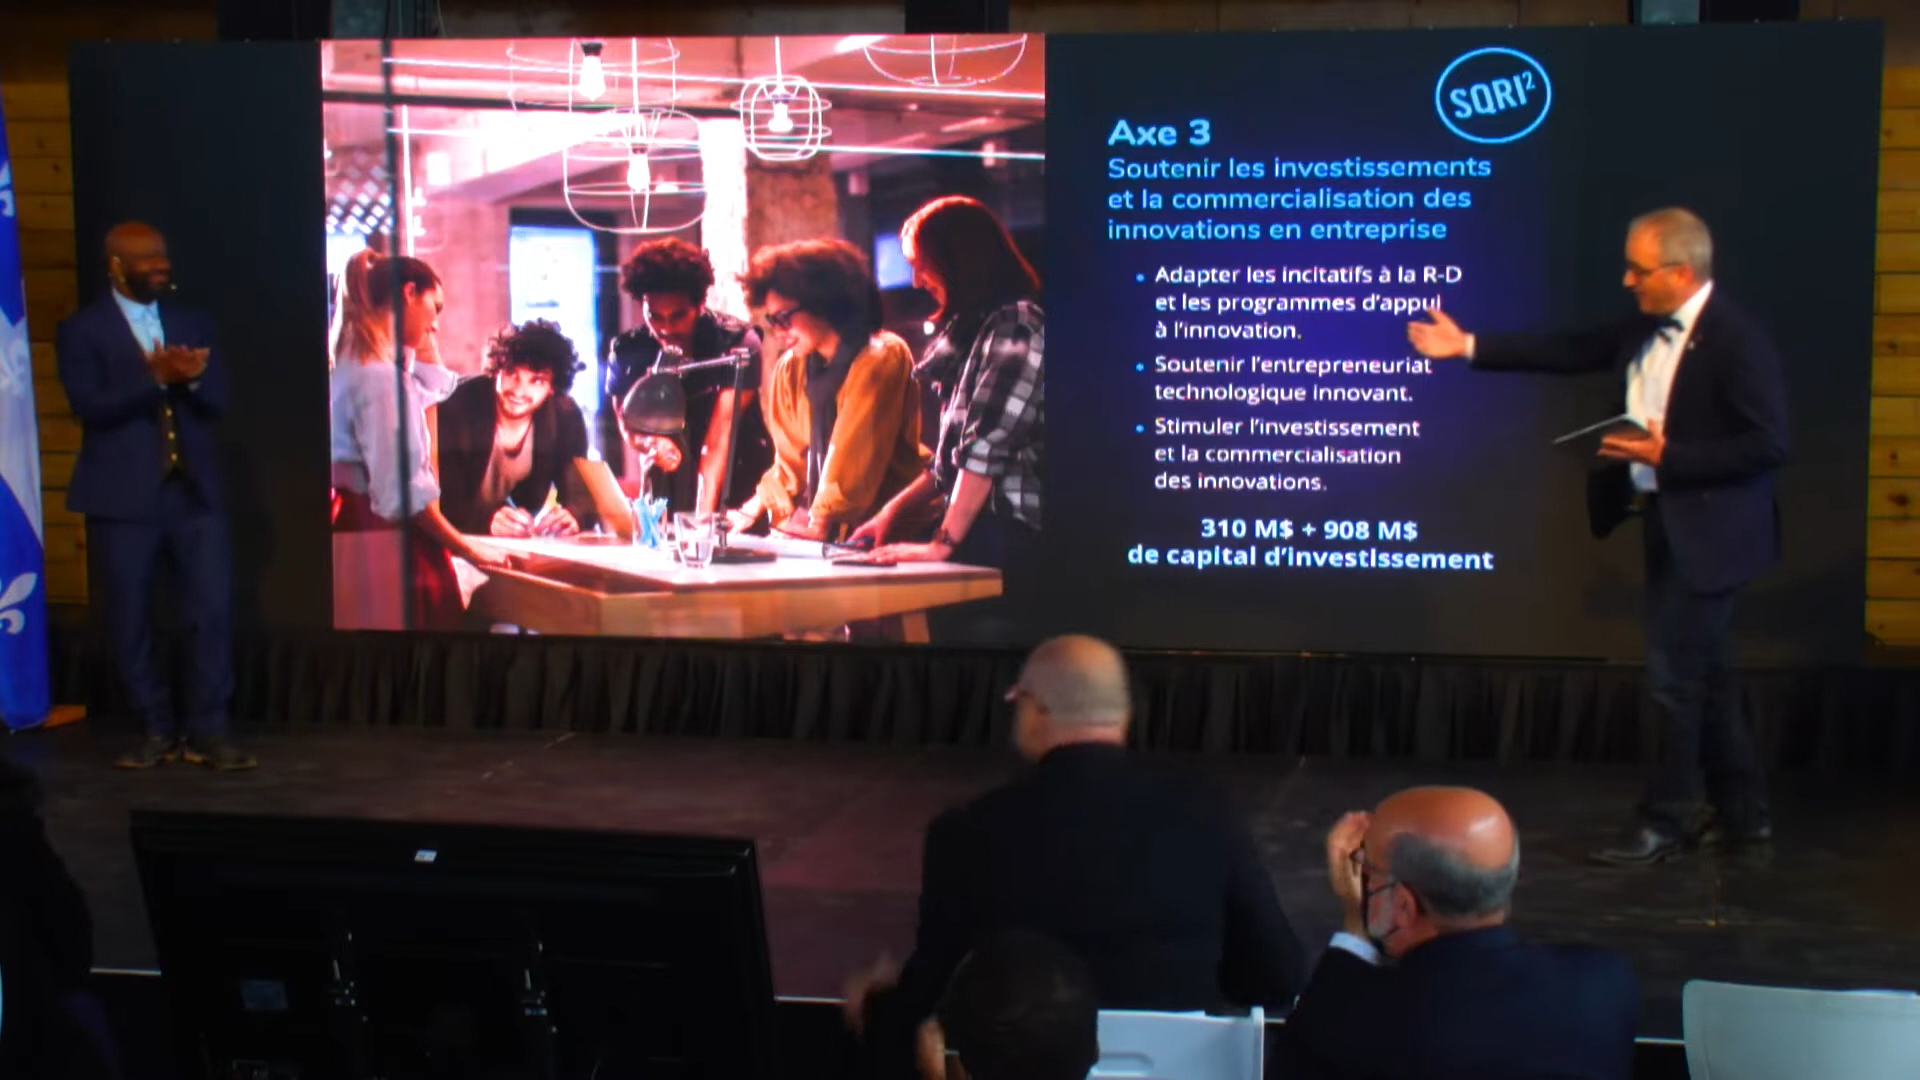 SQRI²
Axe 3
Soutenir les investissements
et la commercialisation des
innovations en entreprise
• Adapter les incitatifs à la R-D
et les programmes d'appui
à l'innovation.
• Soutenir l'entrepreneuriat
technologique innovant.
• Stimuler l'investissement
et la commercialisation
des innovations.
310 M$ + 908 M$
de capital d'investissement